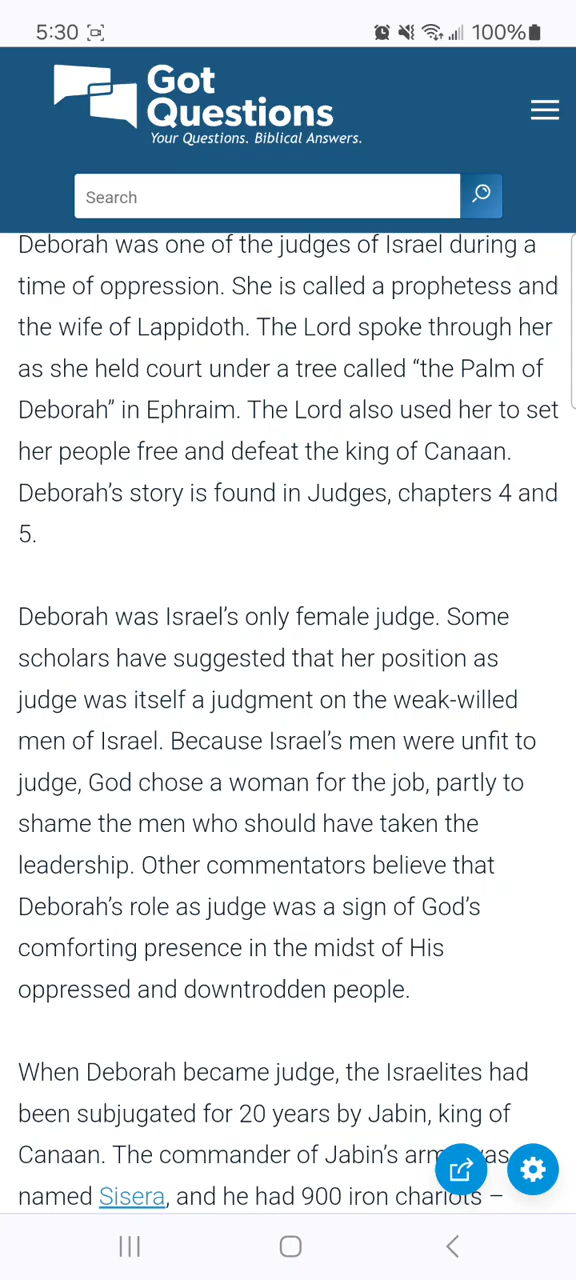 5:30
100%
Got
Questions
Your Questions. Biblical Answers.
Search
Deborah was one of the judges of Israel during a
time of oppression. She is called a prophetess and
the wife of Lappidoth. The Lord spoke through her
as she held court under a tree called “the Palm of
Deborah” in Ephraim. The Lord also used her to set
her people free and defeat the king of Canaan.
Deborah’s story is found in Judges, chapters 4 and
5.
Deborah was Israel’s only female judge. Some
scholars have suggested that her position as
judge was itself a judgment on the weak-willed
men of Israel. Because Israel’s men were unfit to
judge, God chose a woman for the job, partly to
shame the men who should have taken the
leadership. Other commentators believe that
Deborah’s role as judge was a sign of God’s
comforting presence in the midst of His
oppressed and downtrodden people.
When Deborah became judge, the Israelites had
been subjugated for 20 years by Jabin, king of
Canaan. The commander of Jabin’s
named Sisera, and he had 900 iron chariots –